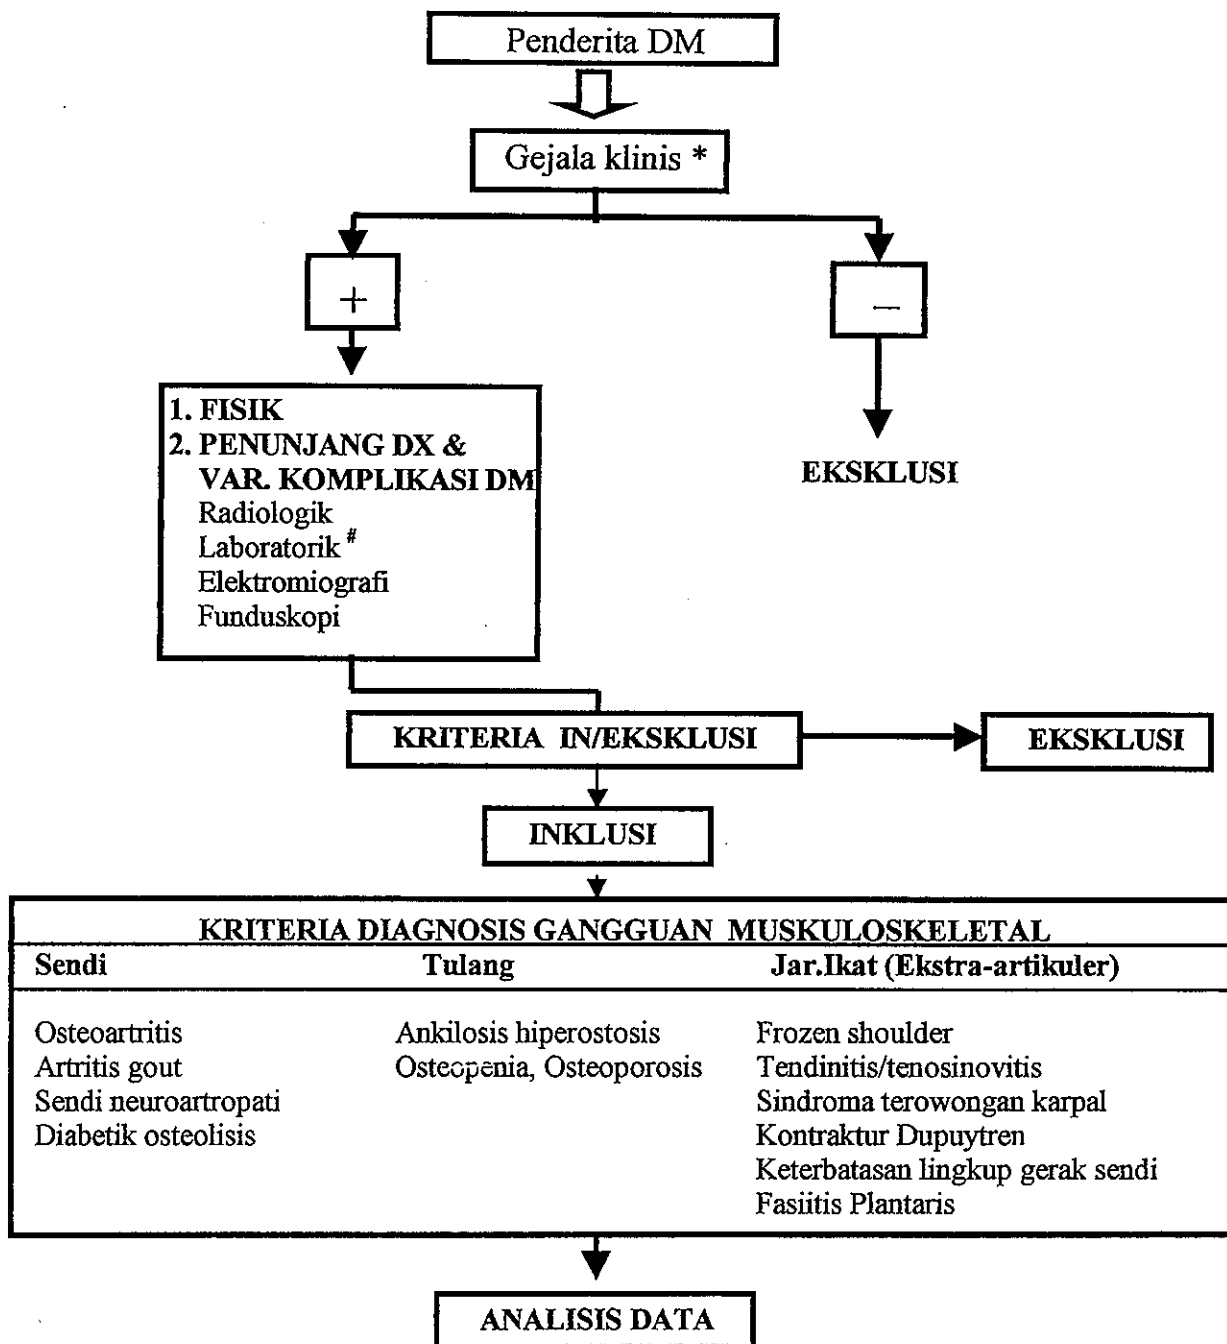 Penderita DM
Gejala klinis *
+
–
1. FISIK
2. PENUNJANG DX &
VAR. KOMPLIKASI DM
Radiologik
Laboratorik #
Elektromiografi
Funduskopi
EKSKLUSI
KRITERIA IN/EKSKLUSI
EKSKLUSI
INKLUSI
KRITERIA DIAGNOSIS GANGGUAN MUSKULOSKELETAL
Sendi Tulang Jar.Ikat (Ekstra-artikuler)
Osteoartritis Ankilosis hiperostosis Frozen shoulder
Artritis gout Osteopenia, Osteoporosis Tendinitis/tenosinovitis
Sendi neuroartropati Sindroma terowongan karpal
Diabetik osteolisis Kontraktur Dupuytren
Keterbatasan lingkup gerak sendi
Fasiitis Plantaris
ANALISIS DATA